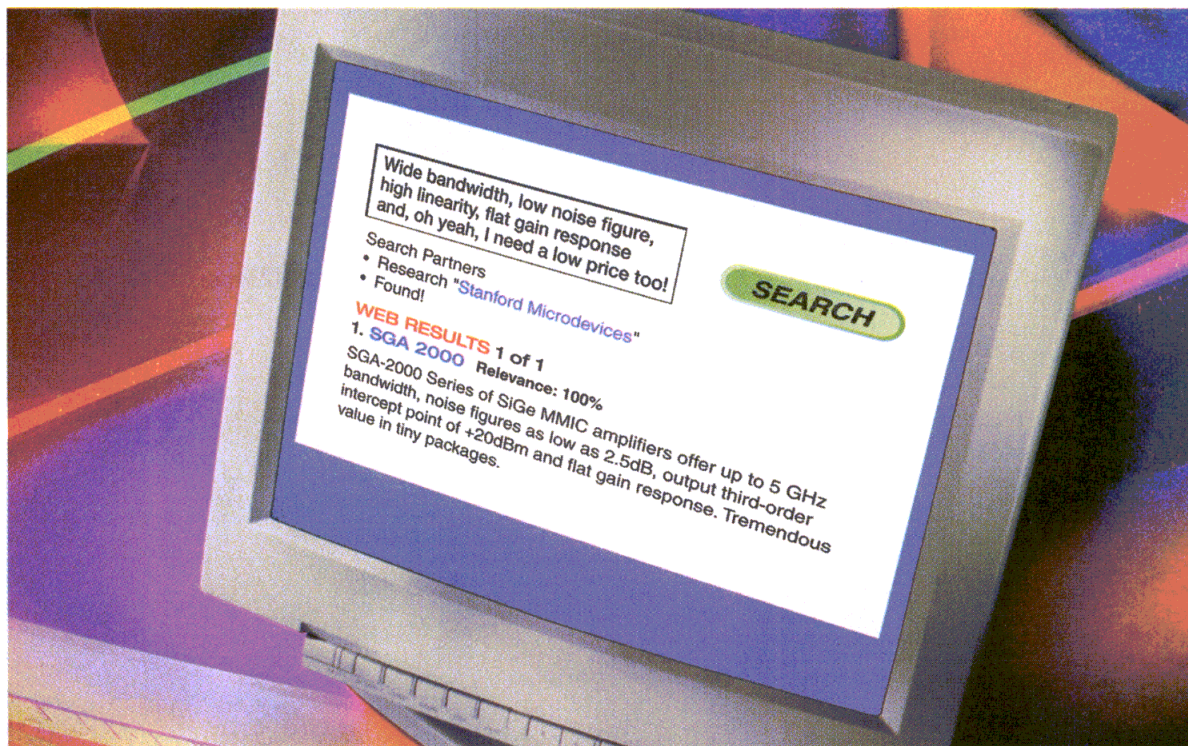 Wide bandwidth, low noise figure,
high linearity, flat gain response
and, oh yeah, I need a low price too!
SEARCH
Search Partners
• Research "Stanford Microdevices"
• Found!
WEB RESULTS 1 of 1
1. SGA 2000 Relevance: 100%
SGA-2000 Series of SiGe MMIC amplifiers offer up to 5 GHz
bandwidth, noise figures as low as 2.5dB, output third-order
intercept point of +20dBm and flat gain response. Tremendous
value in tiny packages.